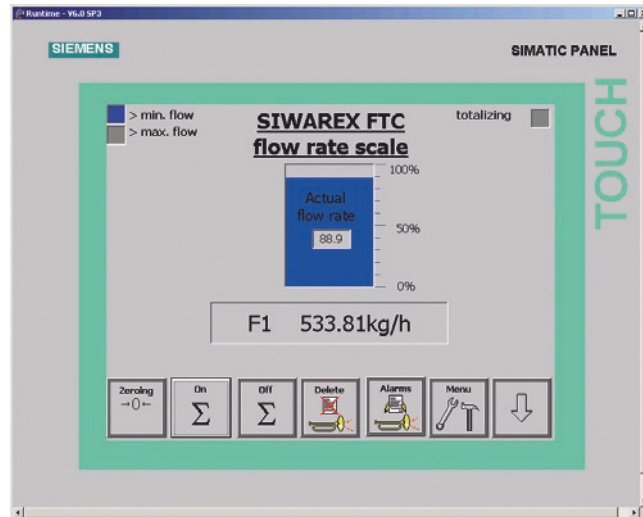 Runtime - V6.0 SP3
SIEMENS
SIMATIC PANEL
TOUCH
> min. flow
> max. flow
SIWAREX FTC
flow rate scale
totalizing
100%
Actual
flow rate
88.9
50%
0%
F1 533.81kg/h
Zeroing
→0←
On
Σ
Off
Σ
Delete
Alarms
Menu